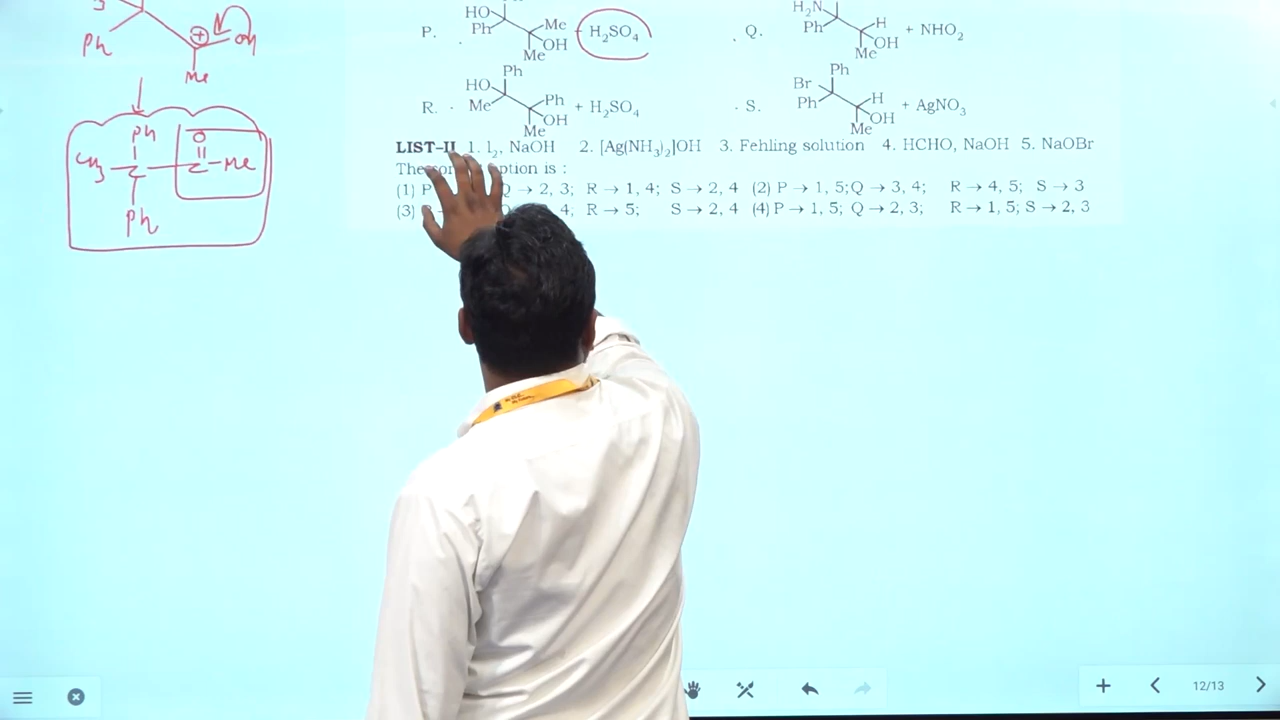 Ph
⊕
OH
Me
Ph
CH3 — C — C — Me
O
Ph
HO
Ph
Me
OH
Me
P.
H₂SO₄
H₂N
Ph
H
OH
Me
Q.
+ NHO₂
Ph
HO
Me
Ph
OH
Me
R.
+ H₂SO₄
Ph
Br
Ph
H
OH
Me
S.
+ AgNO₃
LIST–II 1. I₂, NaOH 2. [Ag(NH₃)₂]OH 3. Fehling solution 4. HCHO, NaOH 5. NaOBr
is :
(1) P Q → 2, 3; R → 1, 4; S → 2, 4 (2) P → 1, 5; Q → 3, 4; R → 4, 5; S → 3
(3) 4; R → 5; S → 2, 4 (4) P → 1, 5; Q → 2, 3; R → 1, 5; S → 2, 3
12/13